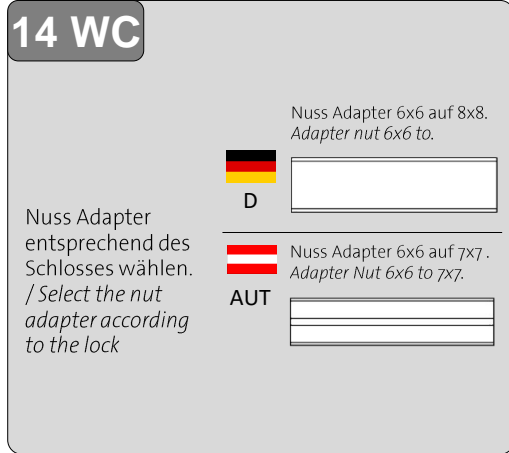 14 WC
Nuss Adapter
entsprechend des
Schlosses wählen.
/ Select the nut
adapter according
to the lock
Nuss Adapter 6x6 auf 8x8.
Adapter nut 6x6 to.
D
Nuss Adapter 6x6 auf 7x7 .
Adapter Nut 6x6 to 7x7.
AUT